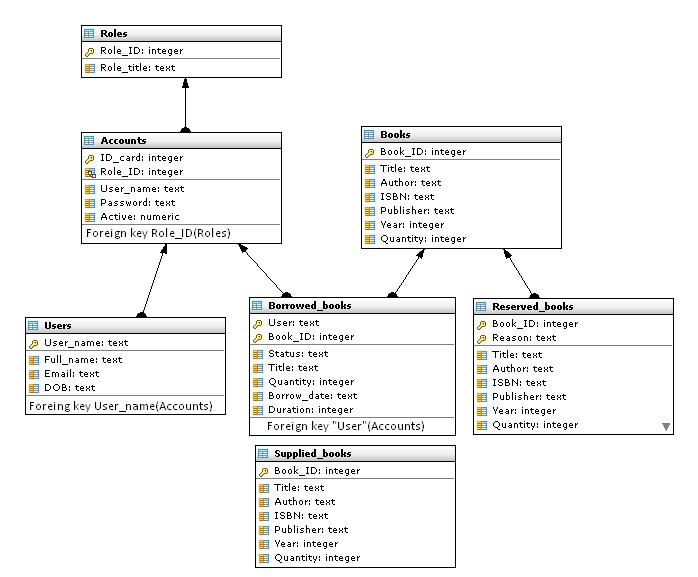 Roles
Role_ID: integer
Role_title: text
Accounts
ID_card: integer
Role_ID: integer
User_name: text
Password: text
Active: numeric
Foreign key Role_ID(Roles)
Books
Book_ID: integer
Title: text
Author: text
ISBN: text
Publisher: text
Year: integer
Quantity: integer
Users
User_name: text
Full_name: text
Email: text
DOB: text
Foreing key User_name(Accounts)
Borrowed_books
User: text
Book_ID: integer
Status: text
Title: text
Quantity: integer
Borrow_date: text
Duration: integer
Foreign key "User"(Accounts)
Reserved_books
Book_ID: integer
Reason: text
Title: text
Author: text
ISBN: text
Publisher: text
Year: integer
Quantity: integer
Supplied_books
Book_ID: integer
Title: text
Author: text
ISBN: text
Publisher: text
Year: integer
Quantity: integer